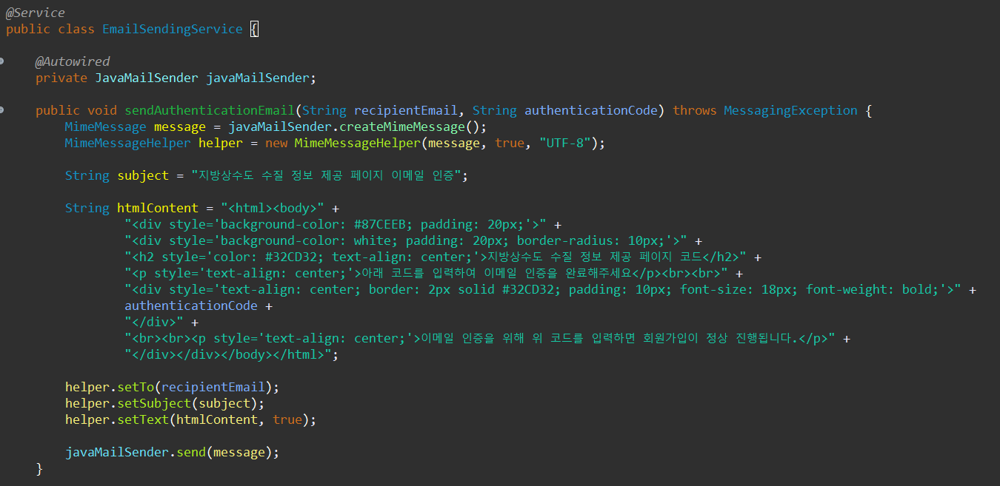 @Service
public class EmailSendingService {
@Autowired
private JavaMailSender javaMailSender;
public void sendAuthenticationEmail(String recipientEmail, String authenticationCode) throws MessagingException {
MimeMessage message = javaMailSender.createMimeMessage();
MimeMessageHelper helper = new MimeMessageHelper(message, true, "UTF-8");
String subject = "지방상수도 수질 정보 제공 페이지 이메일 인증";
String htmlContent = "<html><body>" +
"<div style='background-color: #87CEEB; padding: 20px;'>" +
"<div style='background-color: white; padding: 20px; border-radius: 10px;'>" +
"<h2 style='color: #32CD32; text-align: center;'>지방상수도 수질 정보 제공 페이지 코드</h2>" +
"<p style='text-align: center;'>아래 코드를 입력하여 이메일 인증을 완료해주세요</p><br><br>" +
"<div style='text-align: center; border: 2px solid #32CD32; padding: 10px; font-size: 18px; font-weight: bold;'>" +
authenticationCode +
"</div>" +
"<br><br><p style='text-align: center;'>이메일 인증을 위해 위 코드를 입력하면 회원가입이 정상 진행됩니다.</p>" +
"</div></div></body></html>";
helper.setTo(recipientEmail);
helper.setSubject(subject);
helper.setText(htmlContent, true);
javaMailSender.send(message);
}